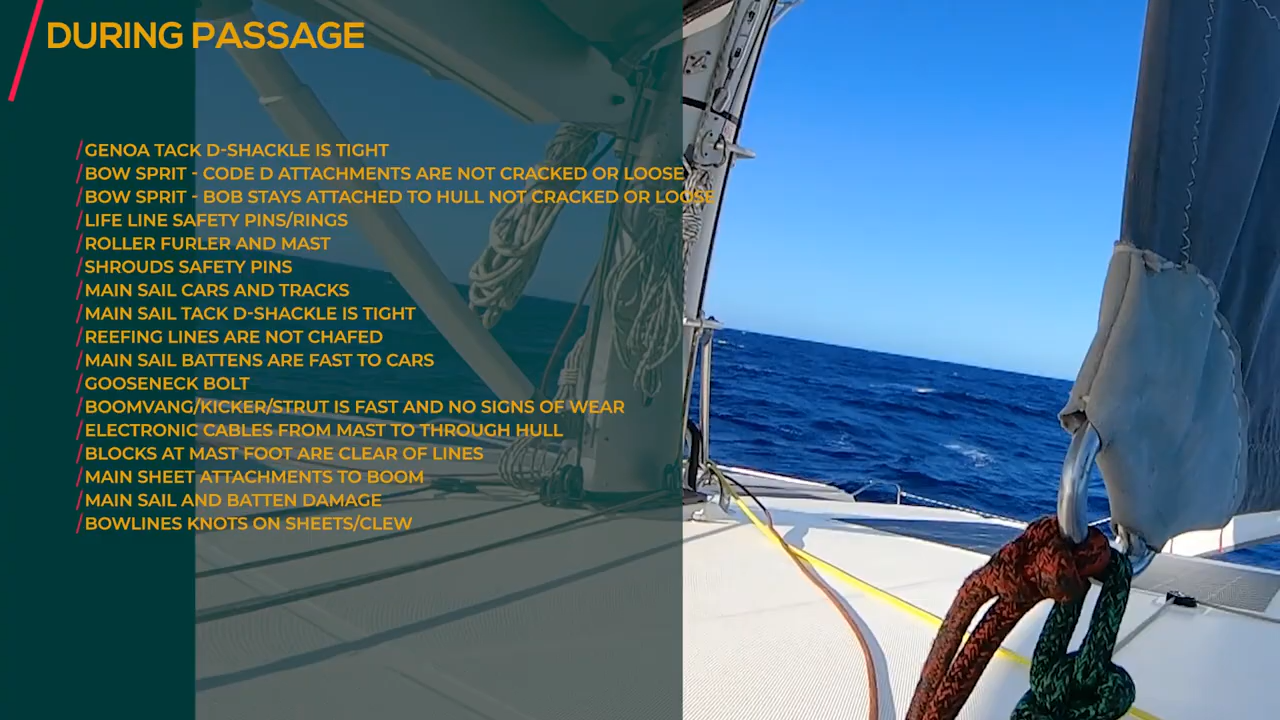 DURING PASSAGE
/GENOA TACK D-SHACKLE IS TIGHT
/BOW SPRIT - CODE D ATTACHMENTS ARE NOT CRACKED OR LOOSE
/BOW SPRIT - BOB STAYS ATTACHED TO HULL NOT CRACKED OR LOOSE
/LIFE LINE SAFETY PINS/RINGS
/ROLLER FURLER AND MAST
/SHROUDS SAFETY PINS
/MAIN SAIL CARS AND TRACKS
/MAIN SAIL TACK D-SHACKLE IS TIGHT
/REEFING LINES ARE NOT CHAFED
/MAIN SAIL BATTENS ARE FAST TO CARS
/GOOSENECK BOLT
/BOOMVANG/KICKER/STRUT IS FAST AND NO SIGNS OF WEAR
/ELECTRONIC CABLES FROM MAST TO THROUGH HULL
/BLOCKS AT MAST FOOT ARE CLEAR OF LINES
/MAIN SHEET ATTACHMENTS TO BOOM
/MAIN SAIL AND BATTEN DAMAGE
/BOWLINES KNOTS ON SHEETS/CLEW